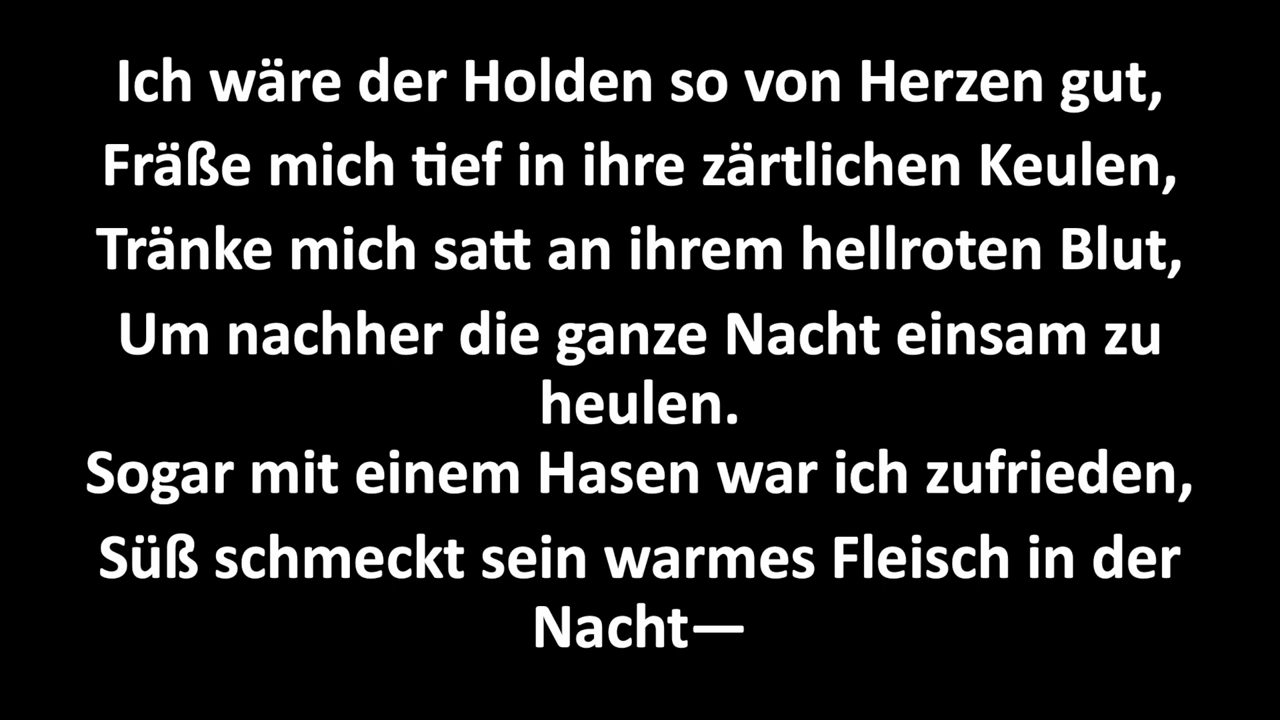 Ich wäre der Holden so von Herzen gut,
Fräße mich tief in ihre zärtlichen Keulen,
Tränke mich satt an ihrem hellroten Blut,
Um nachher die ganze Nacht einsam zu
heulen.
Sogar mit einem Hasen war ich zufrieden,
Süß schmeckt sein warmes Fleisch in der
Nacht—